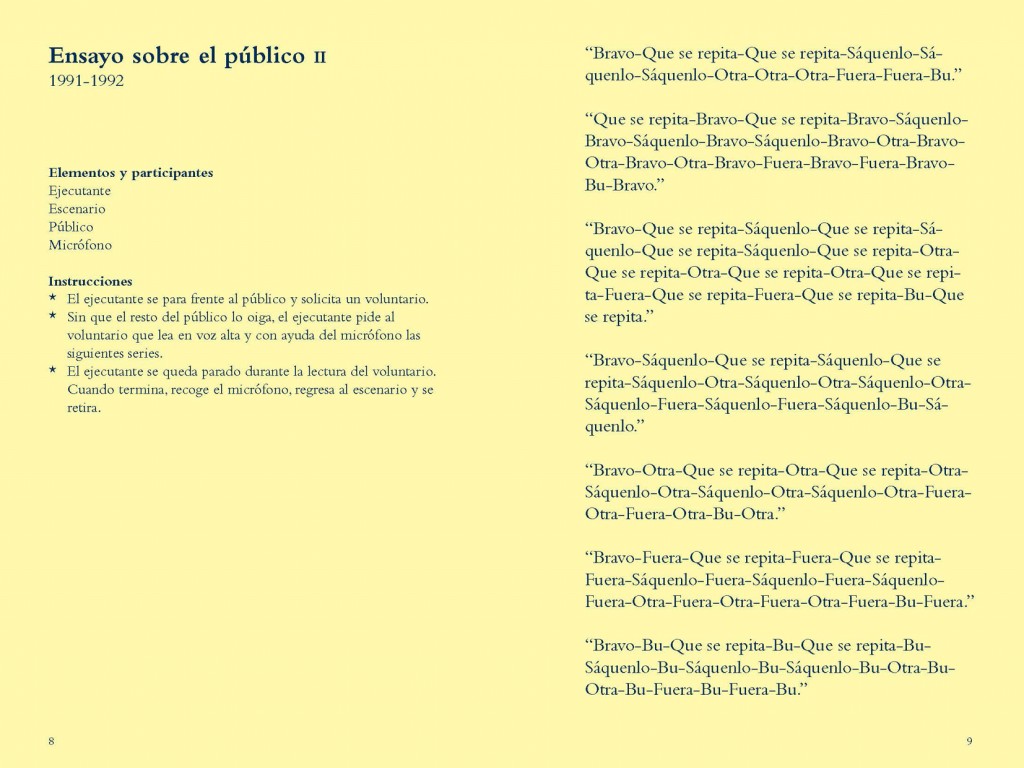 Ensayo sobre el público II
1991-1992
Elementos y participantes
Ejecutante
Escenario
Público
Micrófono
Instrucciones
* El ejecutante se para frente al público y solicita un voluntario.
* Sin que el resto del público lo oiga, el ejecutante pide al
voluntario que lea en voz alta y con ayuda del micrófono las
siguientes series.
* El ejecutante se queda parado durante la lectura del voluntario.
Cuando termina, recoge el micrófono, regresa al escenario y se
retira.
8
“Bravo-Que se repita-Que se repita-Sáquenlo-Sá-
quenlo-Sáquenlo-Otra-Otra-Otra-Fuera-Fuera-Bu.”
“Que se repita-Bravo-Que se repita-Bravo-Sáquenlo-
Bravo-Sáquenlo-Bravo-Sáquenlo-Bravo-Otra-Bravo-
Otra-Bravo-Otra-Bravo-Fuera-Bravo-Fuera-Bravo-
Bu-Bravo.”
“Bravo-Que se repita-Sáquenlo-Que se repita-Sá-
quenlo-Que se repita-Sáquenlo-Que se repita-Otra-
Que se repita-Otra-Que se repita-Otra-Que se repi-
ta-Fuera-Que se repita-Fuera-Que se repita-Bu-Que
se repita.”
“Bravo-Sáquenlo-Que se repita-Sáquenlo-Que se
repita-Sáquenlo-Otra-Sáquenlo-Otra-Sáquenlo-Otra-
Sáquenlo-Fuera-Sáquenlo-Fuera-Sáquenlo-Bu-Sá-
quenlo.”
“Bravo-Otra-Que se repita-Otra-Que se repita-Otra-
Sáquenlo-Otra-Sáquenlo-Otra-Sáquenlo-Otra-Fuera-
Otra-Fuera-Otra-Bu-Otra.”
“Bravo-Fuera-Que se repita-Fuera-Que se repita-
Fuera-Sáquenlo-Fuera-Sáquenlo-Fuera-Sáquenlo-
Fuera-Otra-Fuera-Otra-Fuera-Otra-Fuera-Bu-Fuera.”
“Bravo-Bu-Que se repita-Bu-Que se repita-Bu-
Sáquenlo-Bu-Sáquenlo-Bu-Sáquenlo-Bu-Otra-Bu-
Otra-Bu-Fuera-Bu-Fuera-Bu.”
9